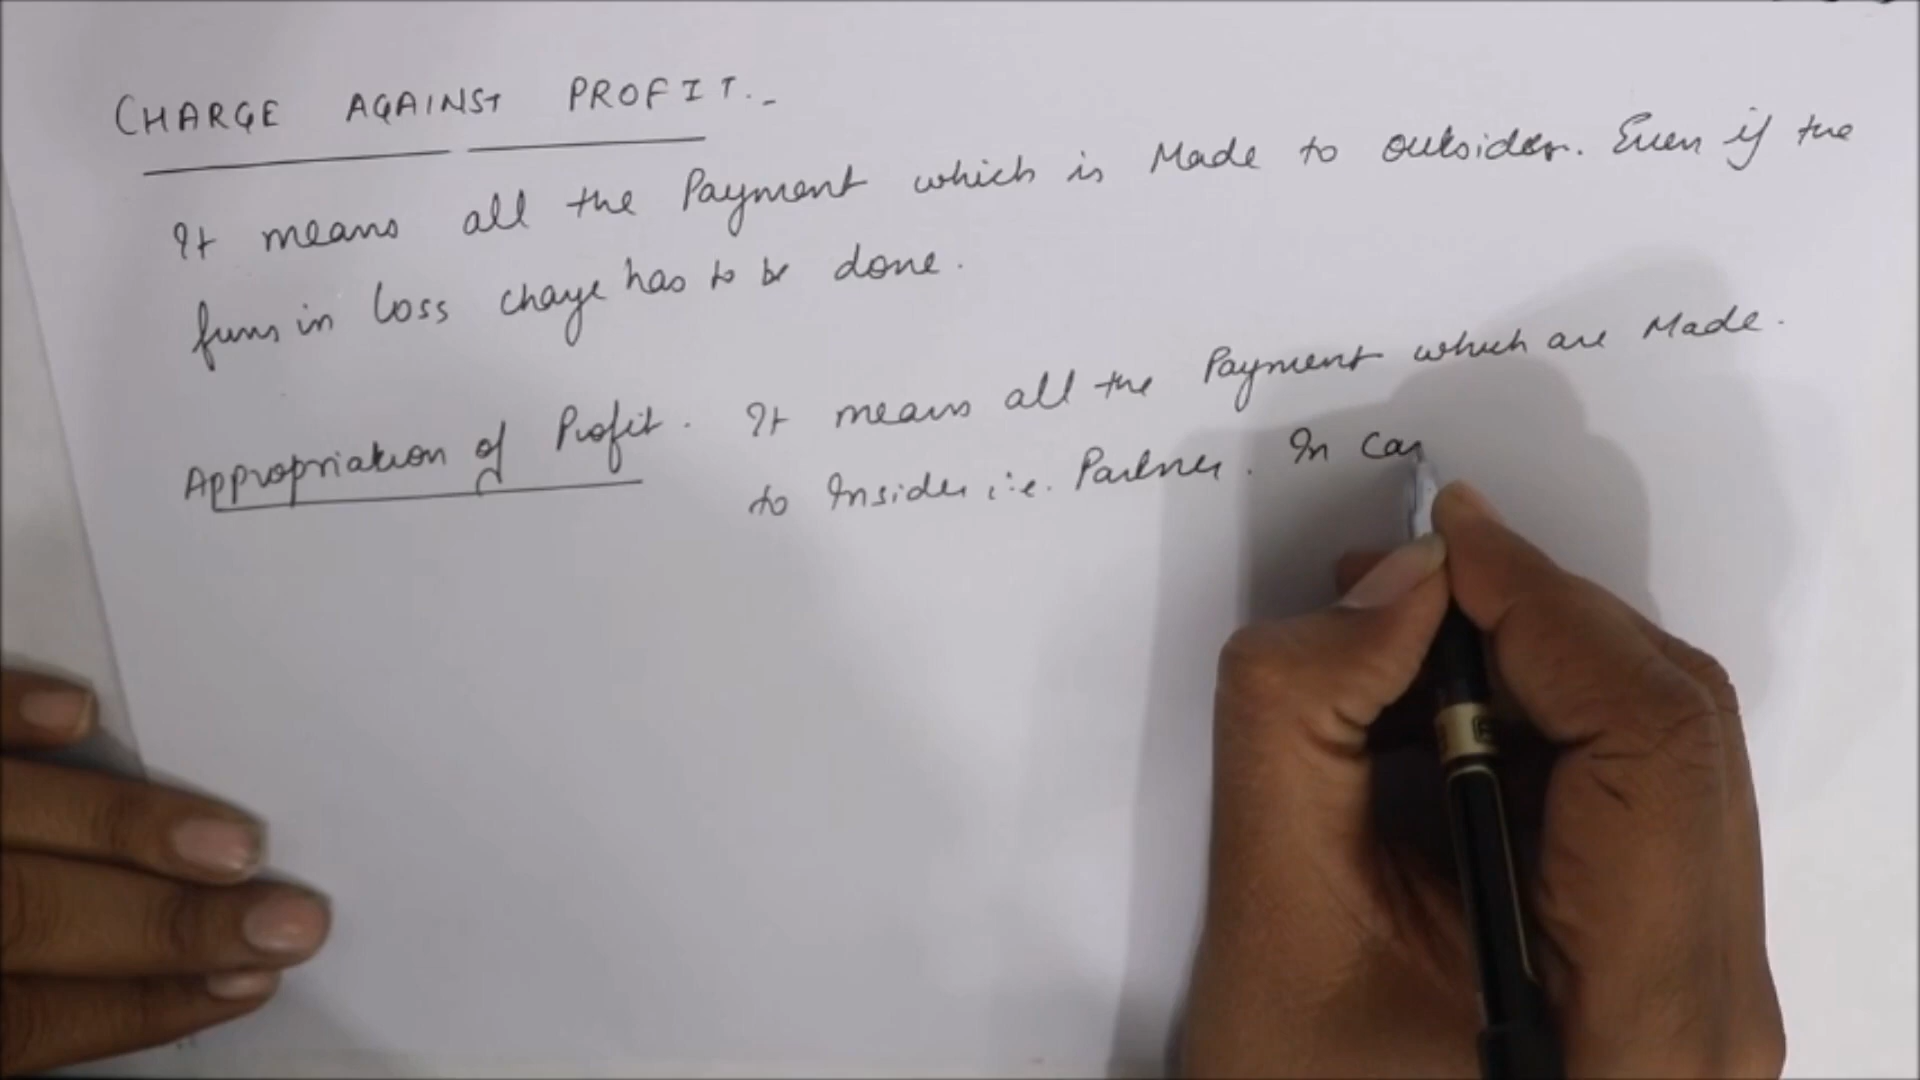 CHARGE AGAINST PROFIT.-
It means all the Payment which is Made to outsider. Even if the
firm in loss charge has to be done.
Appropriation of Profit. It means all the Payment which are Made.
to Insider i.e. Partner. In Cas